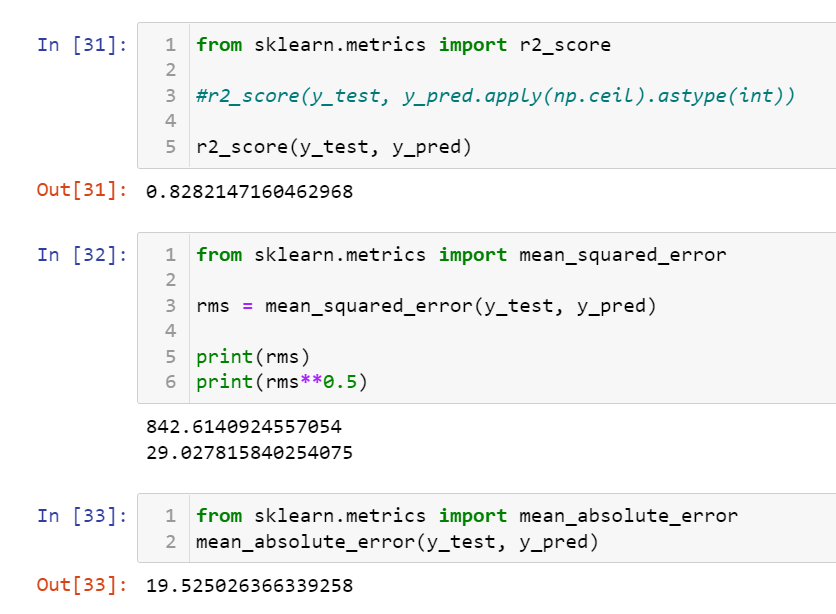 In [31]:
1 from sklearn.metrics import r2_score
2
3 #r2_score(y_test, y_pred.apply(np.ceil).astype(int))
4
5 r2_score(y_test, y_pred)
Out[31]: 0.8282147160462968
In [32]:
1 from sklearn.metrics import mean_squared_error
2
3 rms = mean_squared_error(y_test, y_pred)
4
5 print(rms)
6 print(rms**0.5)
842.6140924557054
29.027815840254075
In [33]:
1 from sklearn.metrics import mean_absolute_error
2 mean_absolute_error(y_test, y_pred)
Out[33]: 19.525026366339258